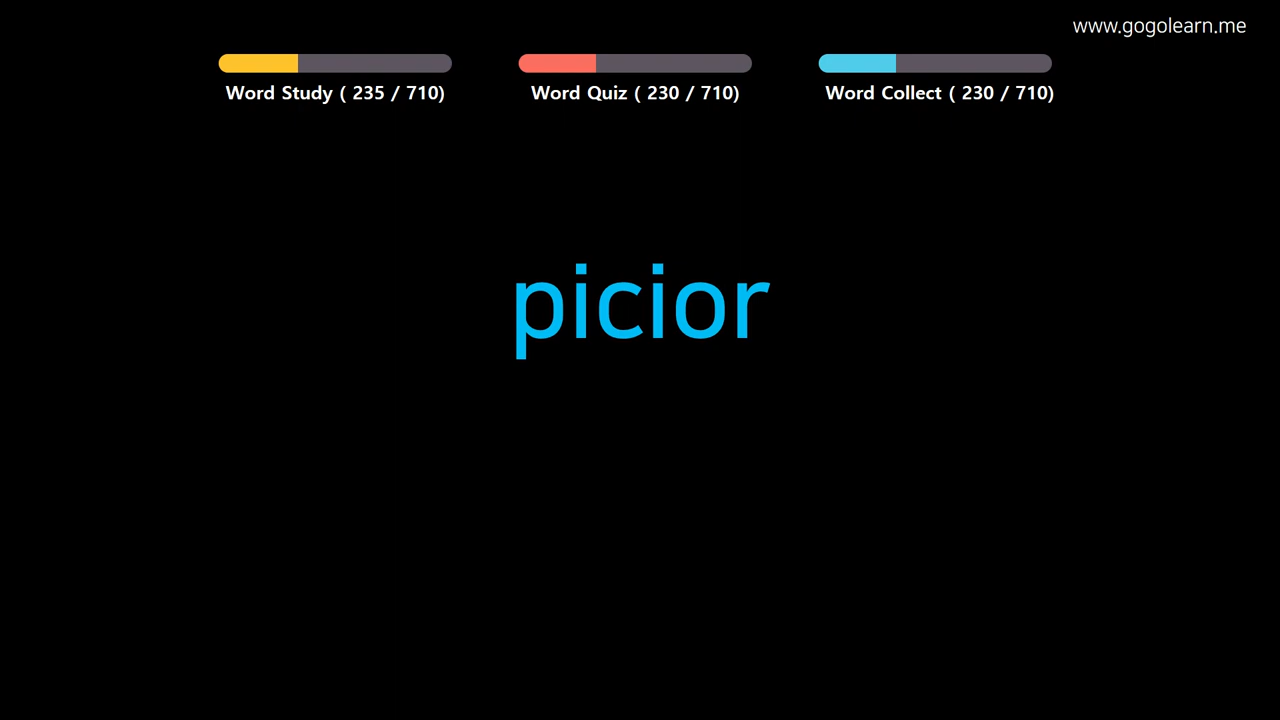 www.gogolearn.me
Word Study ( 235 / 710)
Word Quiz ( 230 / 710)
Word Collect ( 230 / 710)
picior